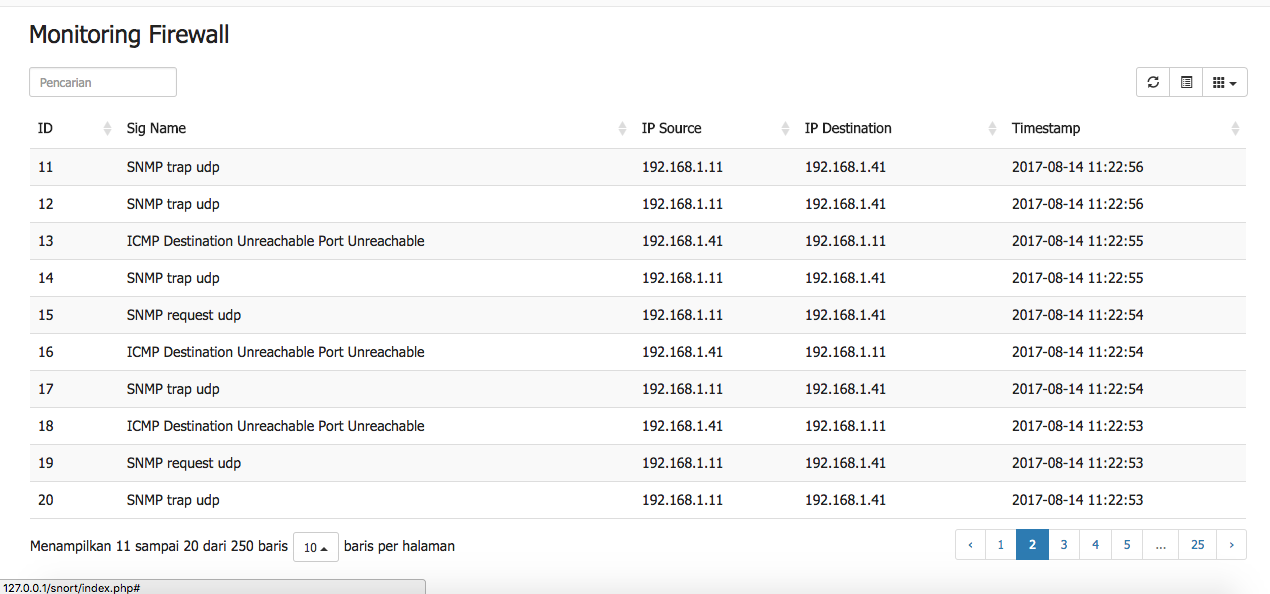 Monitoring Firewall
Pencarian
ID Sig Name IP Source IP Destination Timestamp
11 SNMP trap udp 192.168.1.11 192.168.1.41 2017-08-14 11:22:56
12 SNMP trap udp 192.168.1.11 192.168.1.41 2017-08-14 11:22:56
13 ICMP Destination Unreachable Port Unreachable 192.168.1.41 192.168.1.11 2017-08-14 11:22:55
14 SNMP trap udp 192.168.1.11 192.168.1.41 2017-08-14 11:22:55
15 SNMP request udp 192.168.1.11 192.168.1.41 2017-08-14 11:22:54
16 ICMP Destination Unreachable Port Unreachable 192.168.1.41 192.168.1.11 2017-08-14 11:22:54
17 SNMP trap udp 192.168.1.11 192.168.1.41 2017-08-14 11:22:54
18 ICMP Destination Unreachable Port Unreachable 192.168.1.41 192.168.1.11 2017-08-14 11:22:53
19 SNMP request udp 192.168.1.11 192.168.1.41 2017-08-14 11:22:53
20 SNMP trap udp 192.168.1.11 192.168.1.41 2017-08-14 11:22:53
Menampilkan 11 sampai 20 dari 250 baris 10 baris per halaman ‹ 1 2 3 4 5 ... 25 ›
127.0.0.1/snort/index.php#